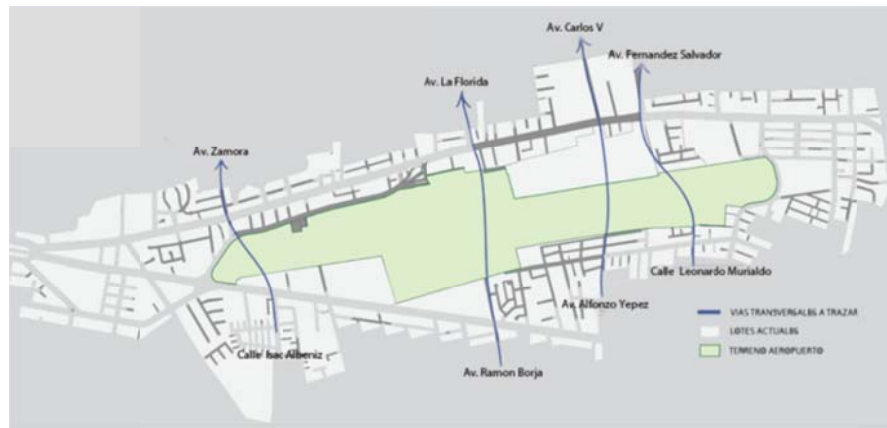 Av. Carlos V
Av. Fernandez Salvador
Av. La Florida
Av. Zamora
Calle Leonardo Murialdo
Av. Alfonzo Yepez
VIAS TRANSVERGALES A TRAZAR
LOTES ACTUALES
TERRENO AEROPUERTO
Calle Isac Albeniz
Av. Ramon Borja